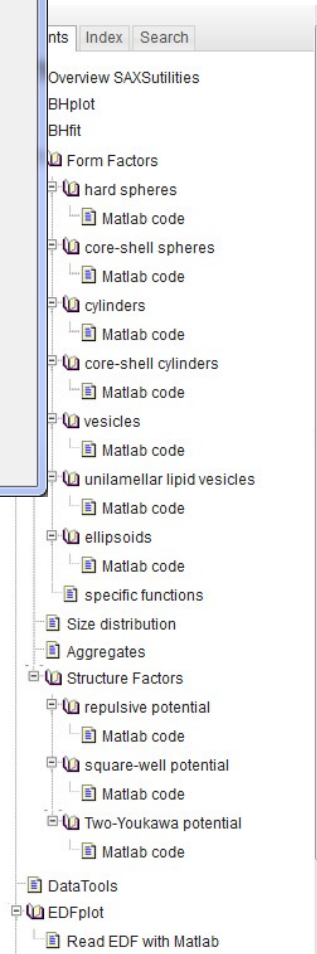 nts Index Search
Overview SAXSutilities
BHplot
BHfit
Form Factors
hard spheres
Matlab code
core-shell spheres
Matlab code
cylinders
Matlab code
core-shell cylinders
Matlab code
vesicles
Matlab code
unilamellar lipid vesicles
Matlab code
ellipsoids
Matlab code
specific functions
Size distribution
Aggregates
Structure Factors
repulsive potential
Matlab code
square-well potential
Matlab code
Two-Youkawa potential
Matlab code
DataTools
EDFplot
Read EDF with Matlab